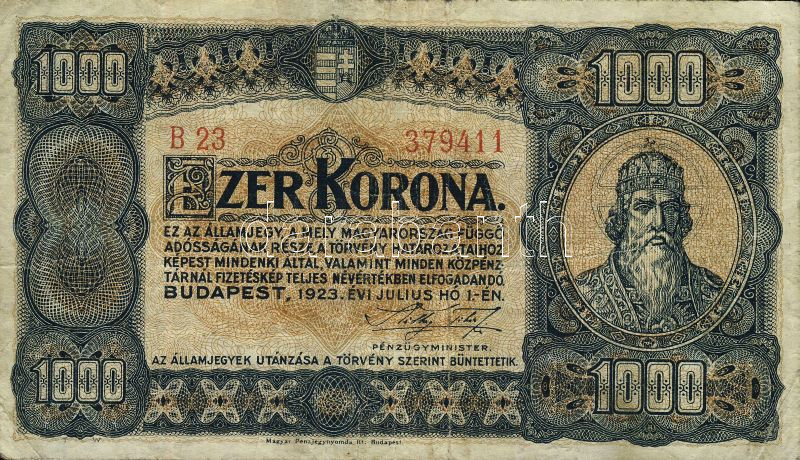 1000 1000
B 23 379411
EZER KORONA.
EZ AZ ÁLLAMJEGY, A MELY MAGYARORSZÁG FÜGGŐ
ADÓSSÁGÁNAK RÉSZE, A TÖRVÉNY HATÁROZATAIHOZ
KÉPEST MINDENKI ÁLTAL VALAMINT MINDEN KÖZPÉNZ-
TÁRNÁL FIZETÉSKÉP TELJES NÉVÉRTÉKBEN ELFOGADANDÓ.
BUDAPEST, 1923. ÉVI JULIUS HÓ 1.-ÉN.
PÉNZÜGYMINISTER.
AZ ÁLLAMJEGYEK UTÁNZÁSA A TÖRVÉNY SZERINT BÜNTETTETIK.
1000 1000
Magyar Pénzjegynyomda Rt. Budapest.